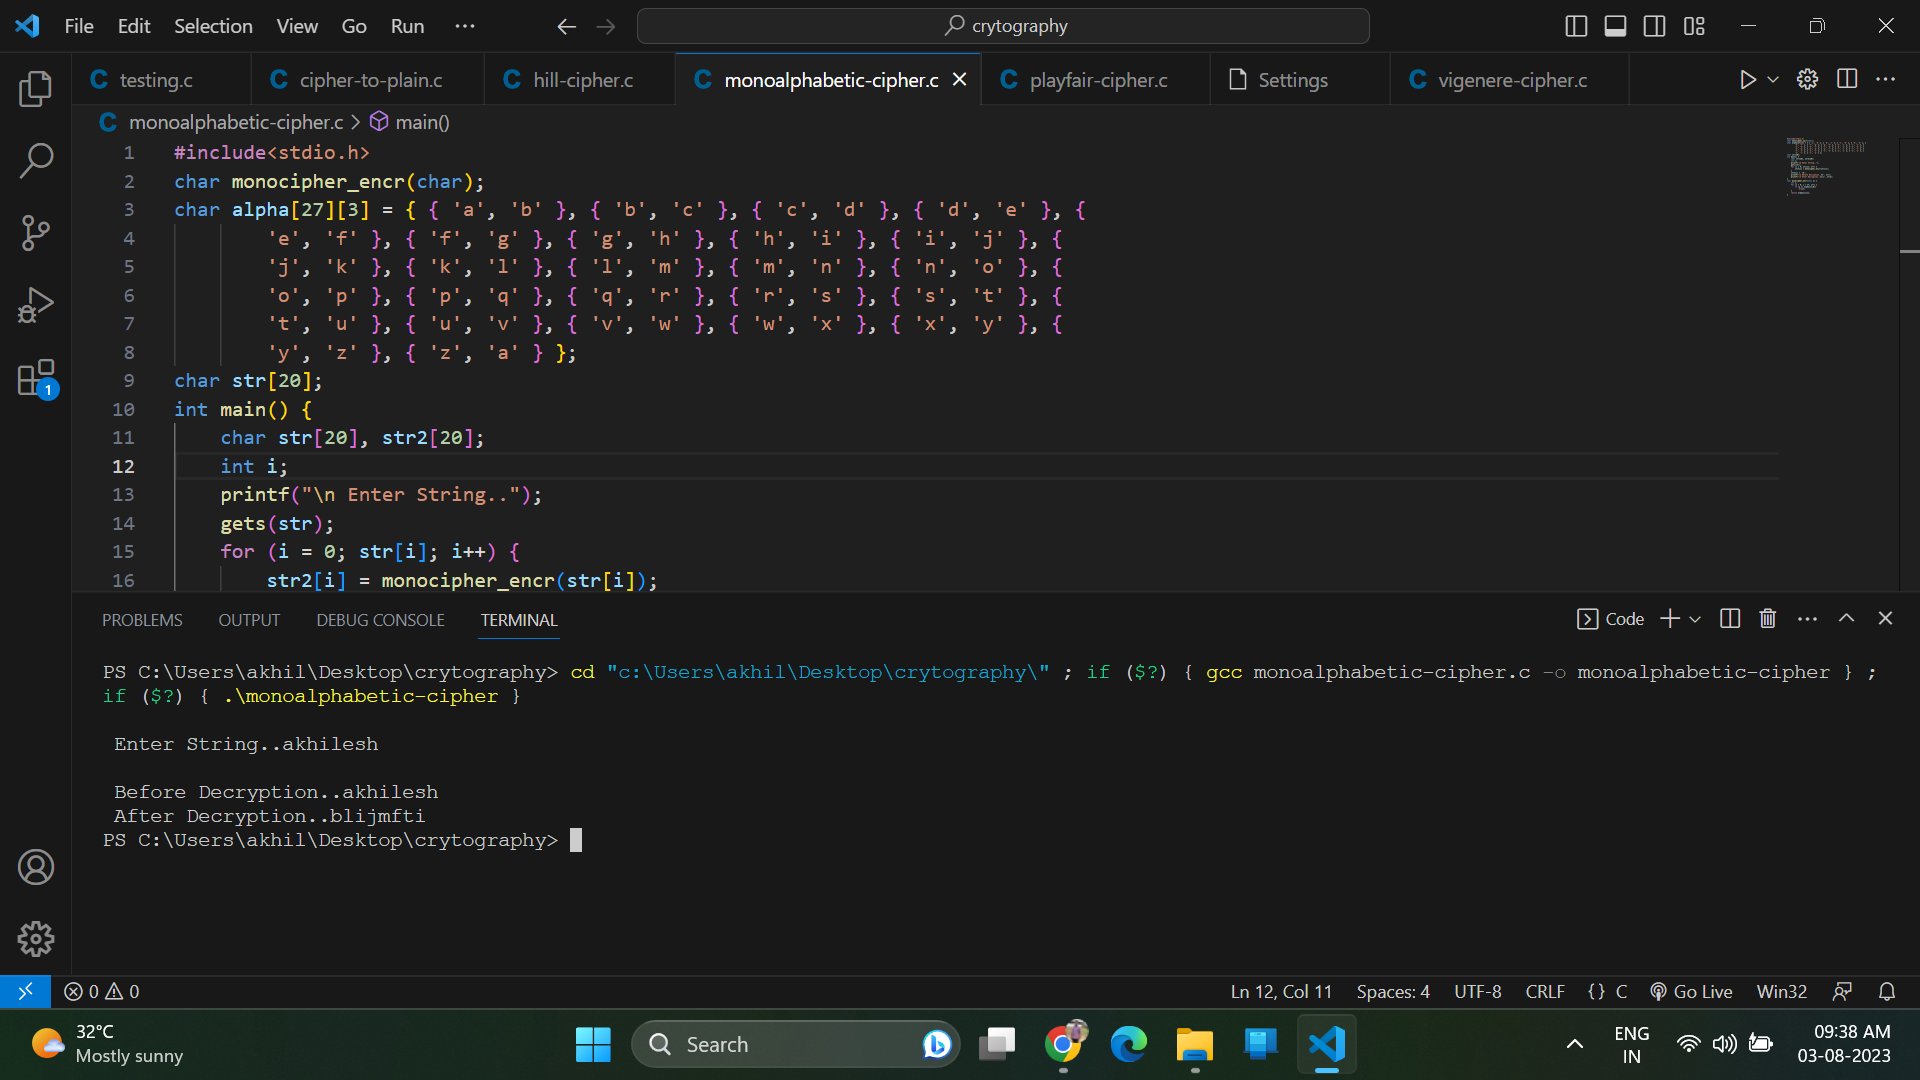 File Edit Selection View Go Run ··· crytography
testing.c cipher-to-plain.c hill-cipher.c monoalphabetic-cipher.c playfair-cipher.c Settings vigenere-cipher.c
monoalphabetic-cipher.c > main()
1 #include<stdio.h>
2 char monocipher_encr(char);
3 char alpha[27][3] = { { 'a', 'b' }, { 'b', 'c' }, { 'c', 'd' }, { 'd', 'e' }, {
4 'e', 'f' }, { 'f', 'g' }, { 'g', 'h' }, { 'h', 'i' }, { 'i', 'j' }, {
5 'j', 'k' }, { 'k', 'l' }, { 'l', 'm' }, { 'm', 'n' }, { 'n', 'o' }, {
6 'o', 'p' }, { 'p', 'q' }, { 'q', 'r' }, { 'r', 's' }, { 's', 't' }, {
7 't', 'u' }, { 'u', 'v' }, { 'v', 'w' }, { 'w', 'x' }, { 'x', 'y' }, {
8 'y', 'z' }, { 'z', 'a' } };
9 char str[20];
10 int main() {
11 char str[20], str2[20];
12 int i;
13 printf("\n Enter String..");
14 gets(str);
15 for (i = 0; str[i]; i++) {
16 str2[i] = monocipher_encr(str[i]);
PROBLEMS OUTPUT DEBUG CONSOLE TERMINAL Code
PS C:\Users\akhil\Desktop\crytography> cd "c:\Users\akhil\Desktop\crytography\" ; if ($?) { gcc monoalphabetic-cipher.c -o monoalphabetic-cipher } ;
if ($?) { .\monoalphabetic-cipher }
Enter String..akhilesh
Before Decryption..akhilesh
After Decryption..blijmfti
PS C:\Users\akhil\Desktop\crytography>
1
0 0 Ln 12, Col 11 Spaces: 4 UTF-8 CRLF {} C Go Live Win32
32°C
Mostly sunny
Search
ENG
IN
09:38 AM
03-08-2023